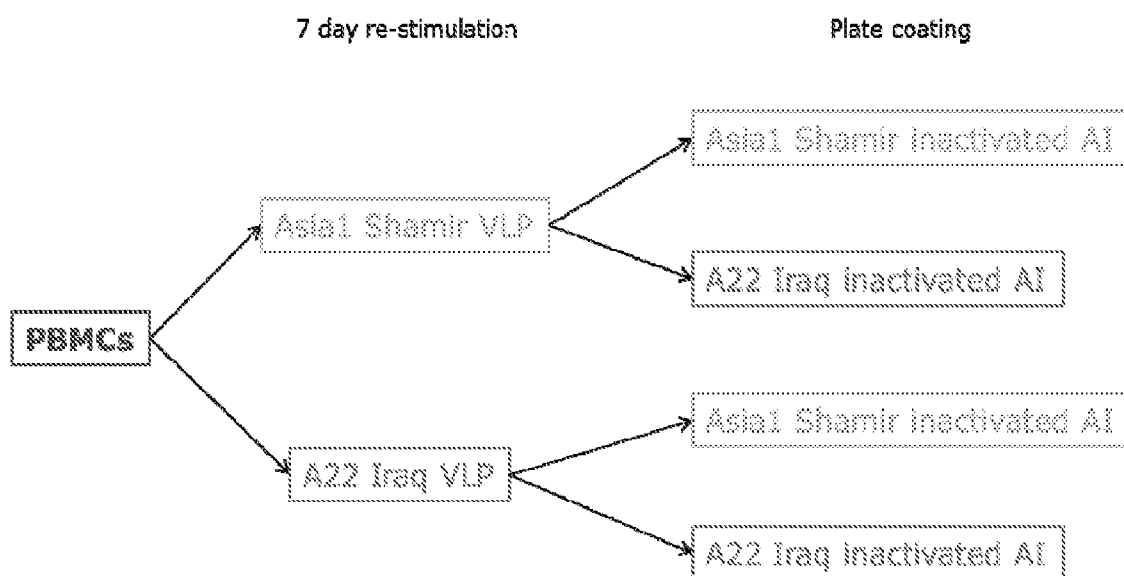 7 day re-stimulation
Plate coating
Asia1 Shamir inactivated AI
Asia1 Shamir VLP
A22 Iraq inactivated AI
PBMCs
Asia1 Shamir inactivated AI
A22 Iraq VLP
A22 Iraq inactivated AI